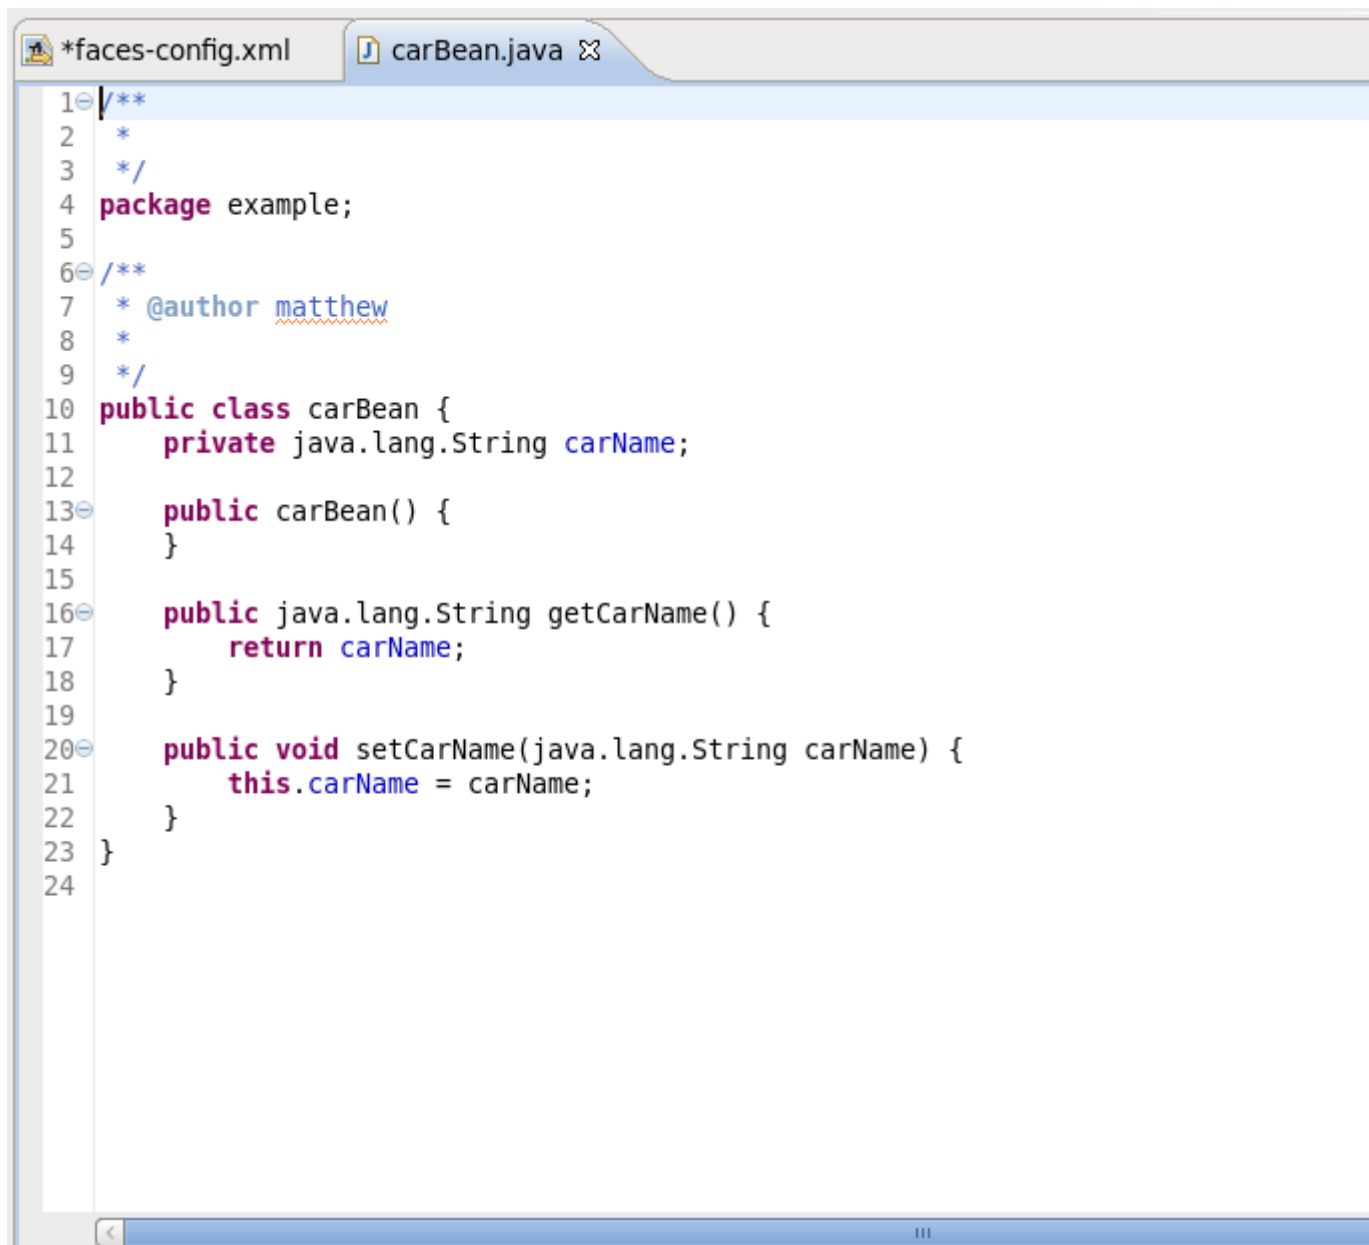 *faces-config.xml carBean.java
1 /**
2  *
3  */
4 package example;
5
6 /**
7  * @author matthew
8  *
9  */
10 public class carBean {
11     private java.lang.String carName;
12
13     public carBean() {
14     }
15
16     public java.lang.String getCarName() {
17         return carName;
18     }
19
20     public void setCarName(java.lang.String carName) {
21         this.carName = carName;
22     }
23 }
24